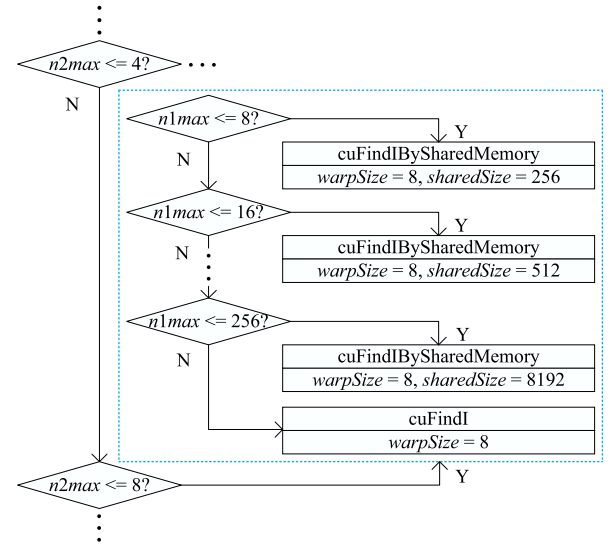 n2max <= 4?
N
n1max <= 8?
Y
N
cuFindIBySharedMemory
warpSize = 8, sharedSize = 256
n1max <= 16?
Y
N
cuFindIBySharedMemory
warpSize = 8, sharedSize = 512
n1max <= 256?
Y
N
cuFindIBySharedMemory
warpSize = 8, sharedSize = 8192
cuFindI
warpSize = 8
n2max <= 8?
Y